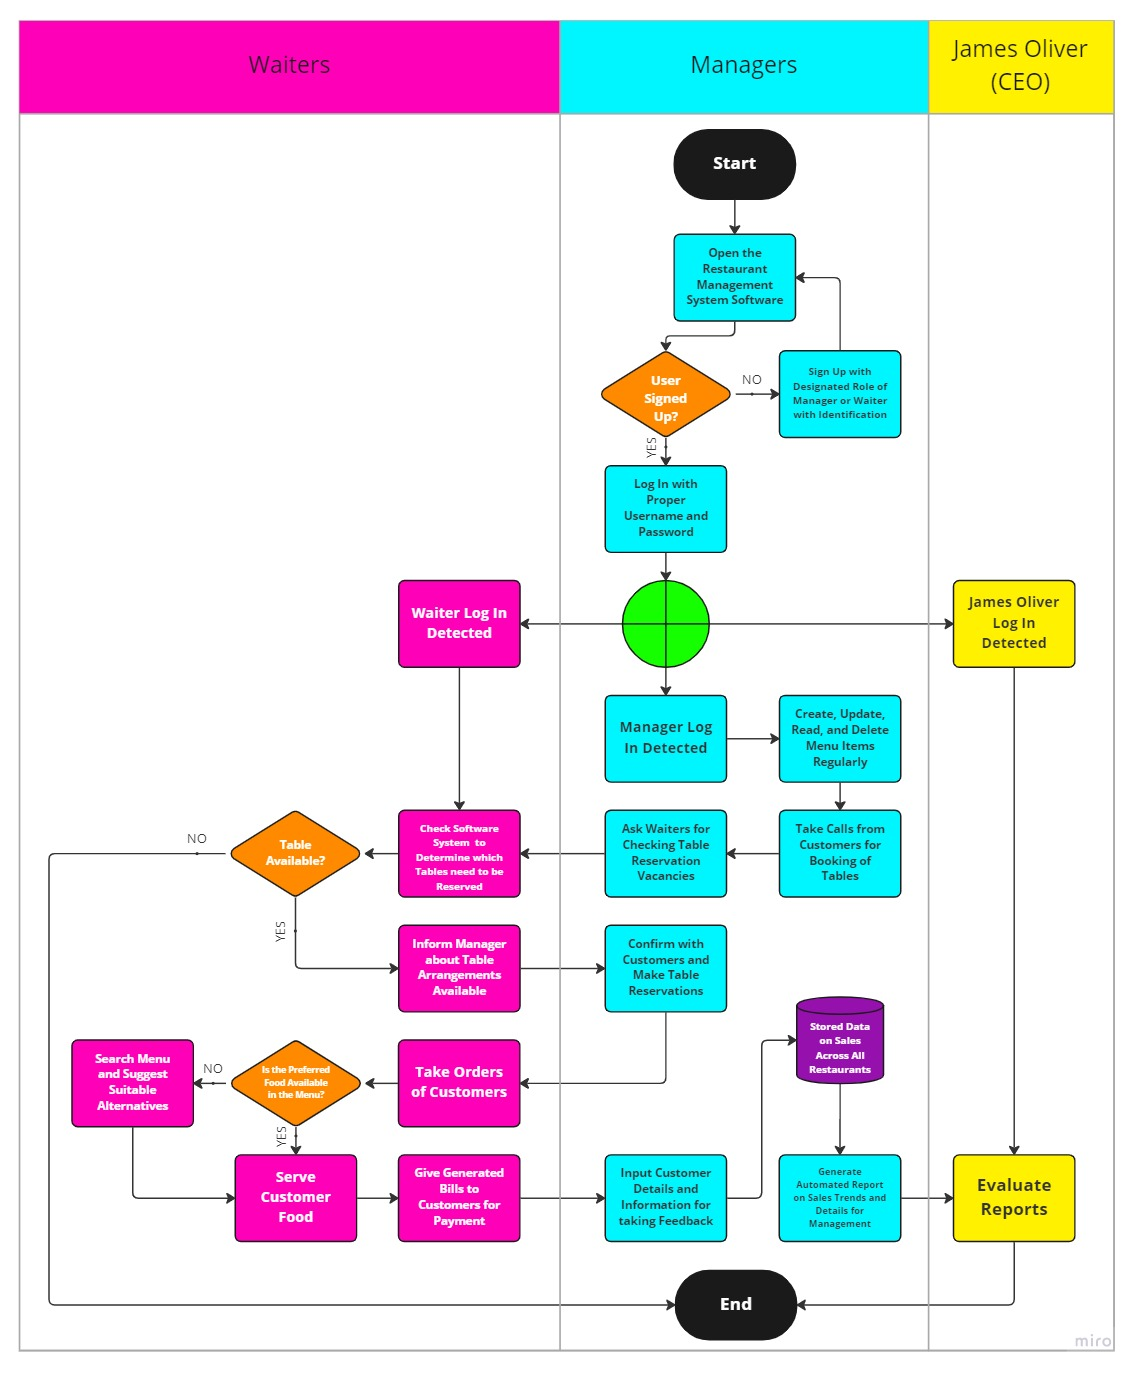 Waiters
Managers
James Oliver
(CEO)
Start
Open the
Restaurant
Management
System Software
User
Signed
Up?
NO
Sign Up with
Designated Role of
Manager or Waiter
with Identification
YES
Log In with
Proper
Username and
Password
Waiter Log In
Detected
James Oliver
Log In
Detected
Manager Log
In Detected
Create, Update,
Read, and Delete
Menu Items
Regularly
NO
Table
Available?
Check Software
System to
Determine which
Tables need to be
Reserved
Ask Waiters for
Checking Table
Reservation
Vacancies
Take Calls from
Customers for
Booking of
Tables
YES
Inform Manager
about Table
Arrangements
Available
Confirm with
Customers and
Make Table
Reservations
Stored Data
on Sales
Across All
Restaurants
Search Menu
and Suggest
Suitable
Alternatives
NO
Is the Preferred
Food Available
in the Menu?
Take Orders
of Customers
YES
Serve
Customer
Food
Give Generated
Bills to
Customers for
Payment
Input Customer
Details and
Information for
taking Feedback
Generate
Automated Report
on Sales Trends and
Details for
Management
Evaluate
Reports
End
miro